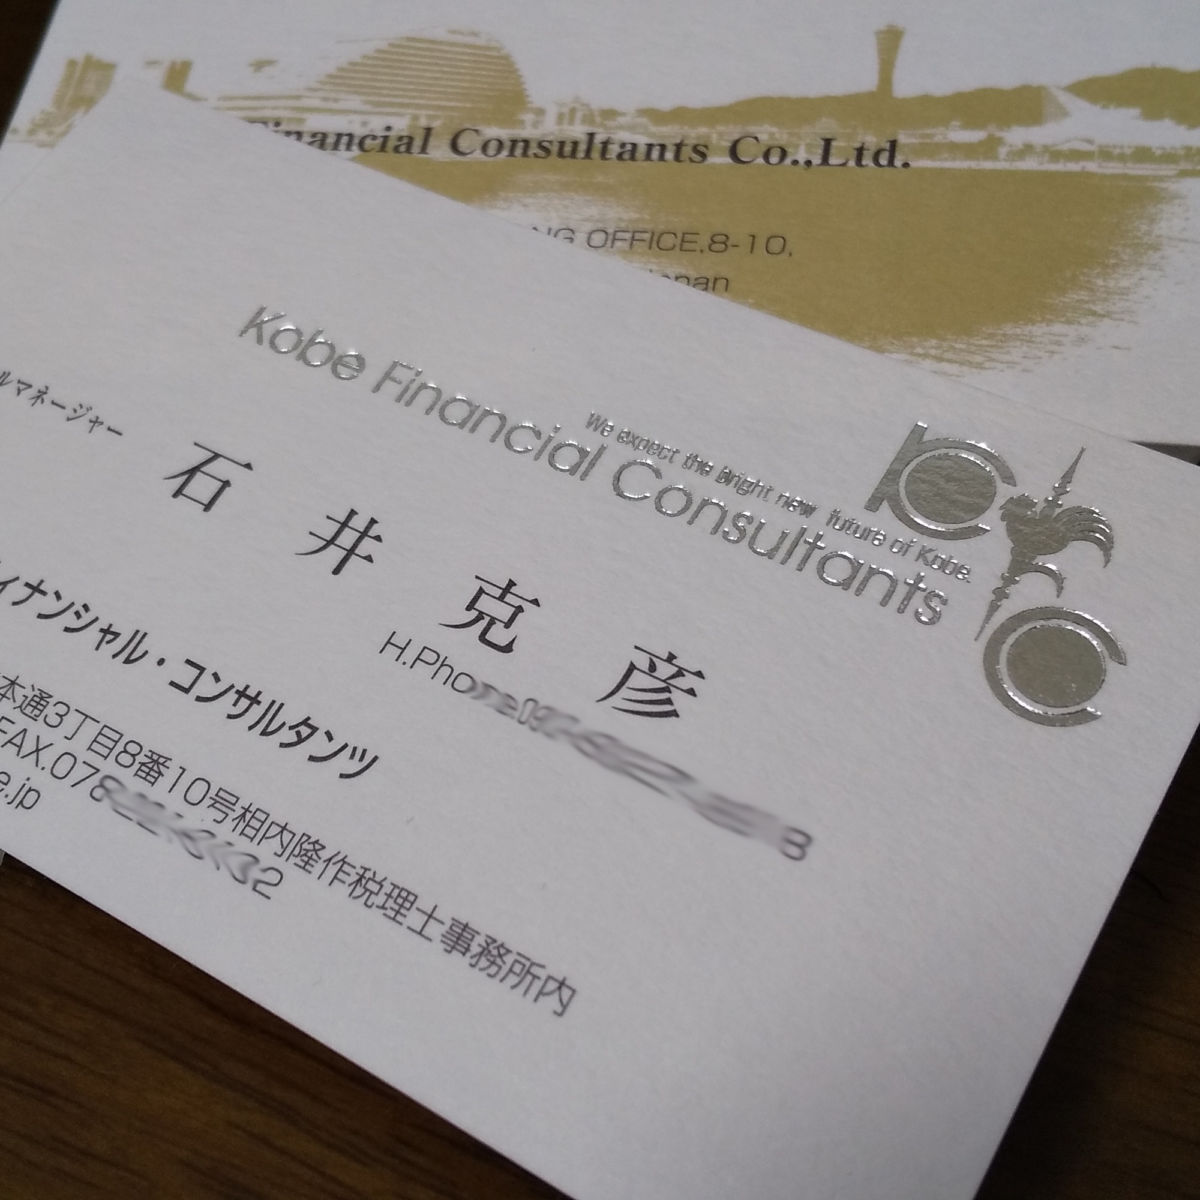 Financial Consultants Co.,Ltd.
NG OFFICE,8-10,
Kobe Financial Consultants
We expect the Bright new future of Kobe.
ルマネージャー
石井克彦
H.Pho
ィナンシャル・コンサルタンツ
本通3丁目8番10号相内隆作税理士事務所内
FAX.078
e.jp